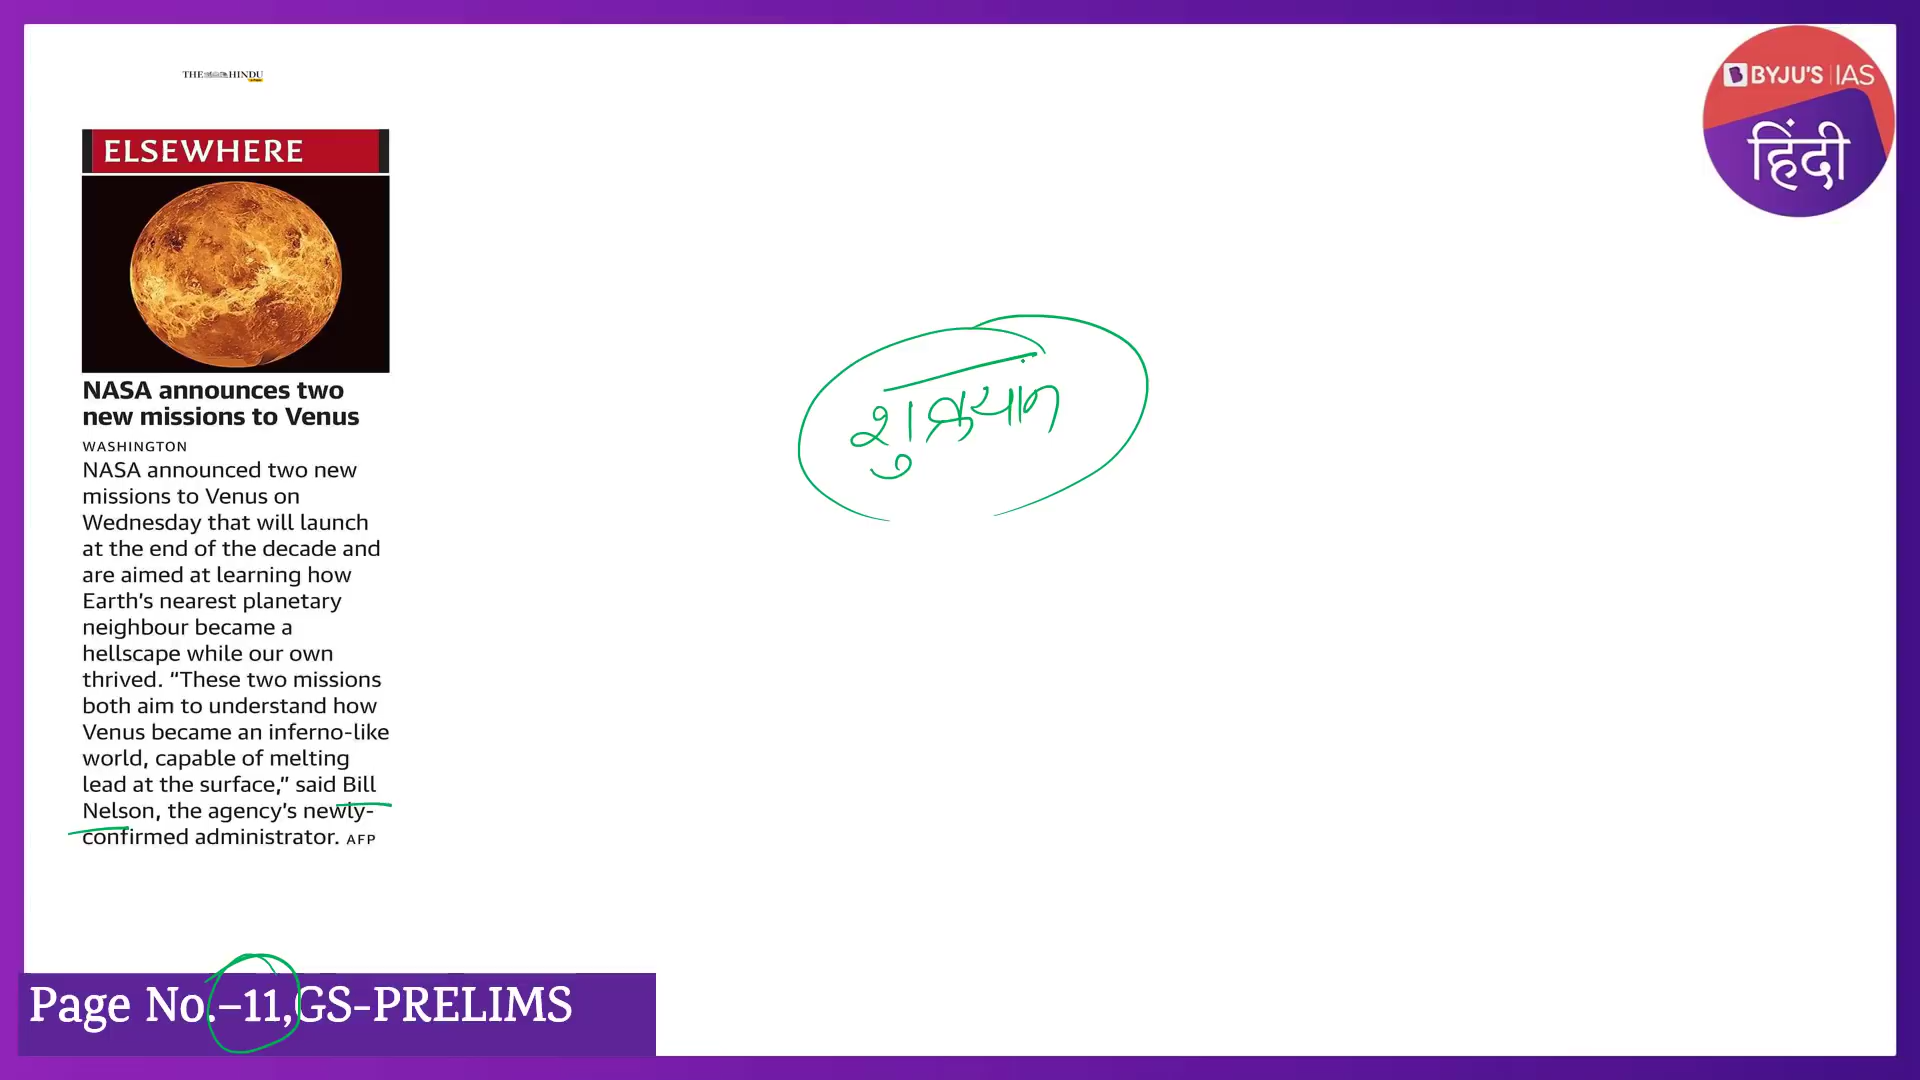 THE HINDU
BYJU'S IAS
हिंदी
ELSEWHERE
NASA announces two
new missions to Venus
WASHINGTON
NASA announced two new
missions to Venus on
Wednesday that will launch
at the end of the decade and
are aimed at learning how
Earth's nearest planetary
neighbour became a
hellscape while our own
thrived. “These two missions
both aim to understand how
Venus became an inferno-like
world, capable of melting
lead at the surface,” said Bill
Nelson, the agency's newly-
confirmed administrator. AFP
शुक्रयान
Page No.–11,GS-PRELIMS